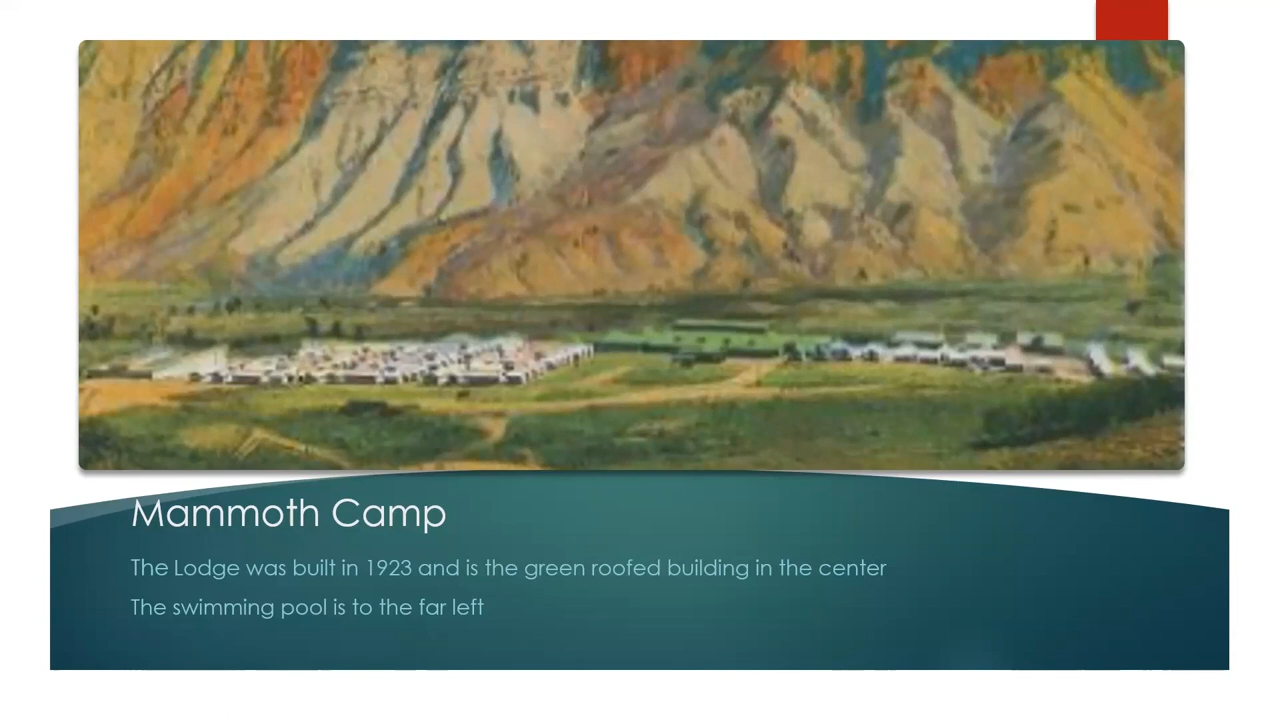 Mammoth Camp
The Lodge was built in 1923 and is the green roofed building in the center
The swimming pool is to the far left